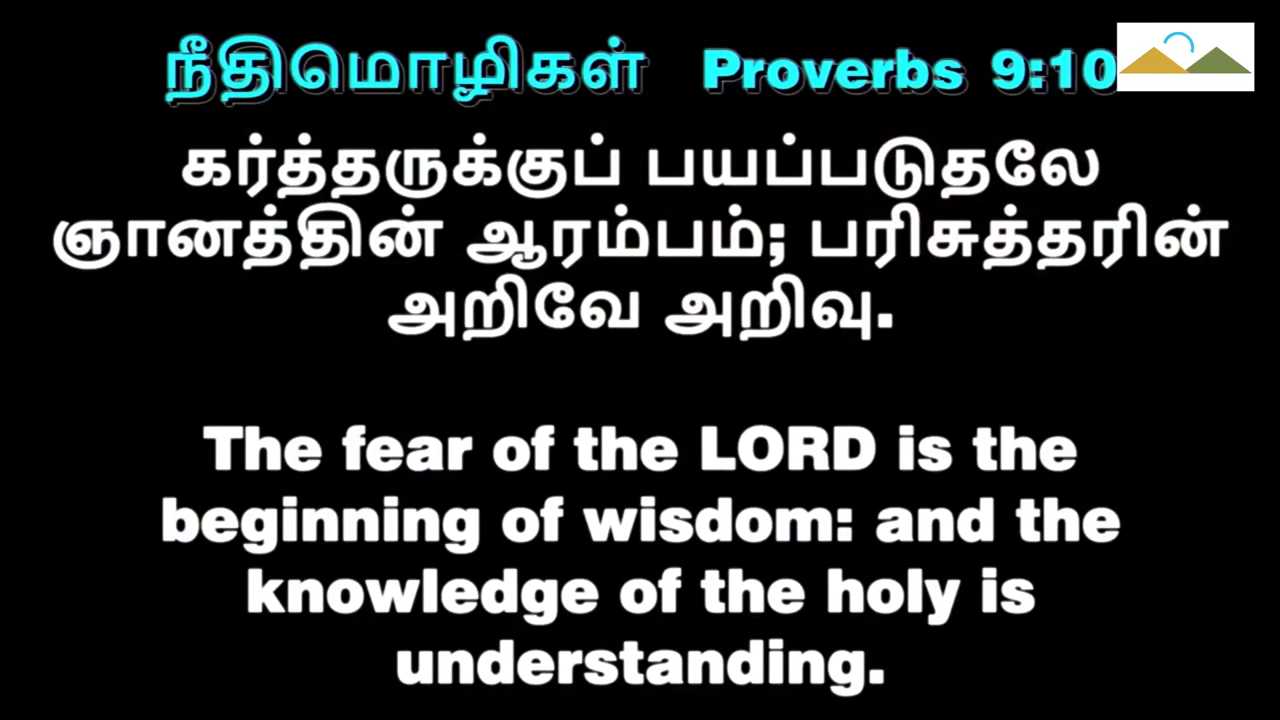 நீதிமொழிகள் Proverbs 9:10
கர்த்தருக்குப் பயப்படுதலே
ஞானத்தின் ஆரம்பம்; பரிசுத்தரின்
அறிவே அறிவு.
The fear of the LORD is the
beginning of wisdom: and the
knowledge of the holy is
understanding.